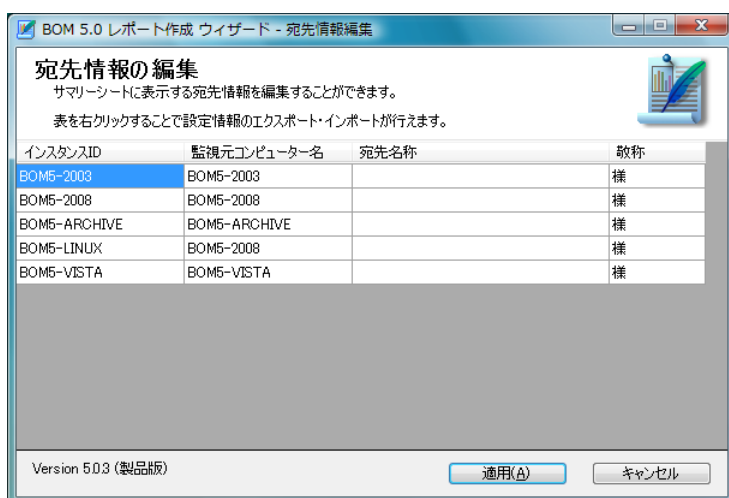 BOM 5.0 レポート作成 ウィザード - 宛先情報編集
宛先情報の編集
サマリーシートに表示する宛先情報を編集することができます。
表を右クリックすることで設定情報のエクスポート・インポートが行えます。
インスタンスID 監視元コンピューター名 宛先名称 敬称
BOM5-2003 BOM5-2003 様
BOM5-2008 BOM5-2008 様
BOM5-ARCHIVE BOM5-ARCHIVE 様
BOM5-LINUX BOM5-2008 様
BOM5-VISTA BOM5-VISTA 様
Version 5.0.3 (製品版) 適用(A) キャンセル